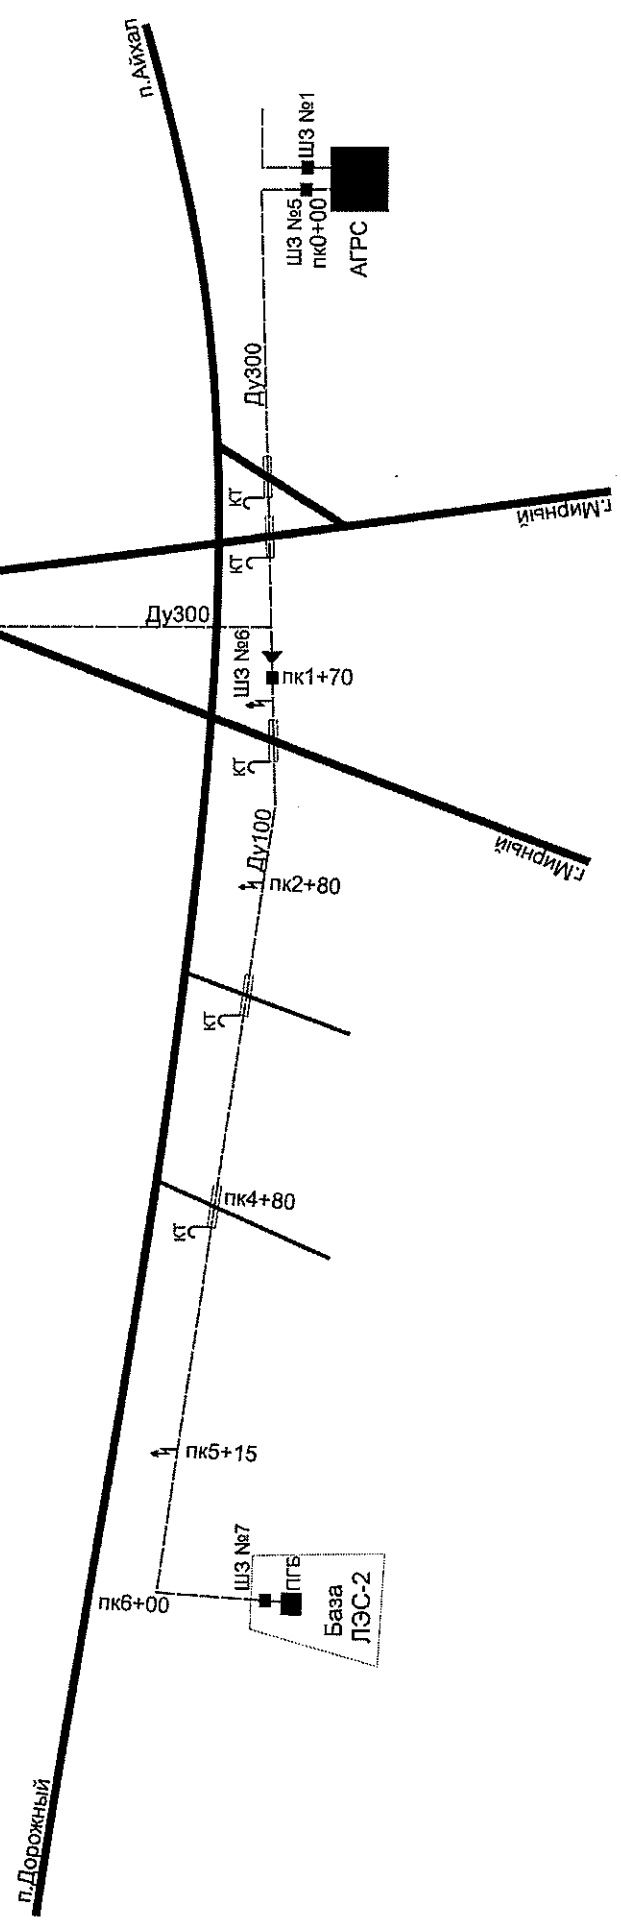 п.Айхал
ШЗ №1
ШЗ №5
пк0+00
АГРС
Ду300
КТ
г.Мирный
КТ
Ду300
ШЗ №6
пк1+70
КТ
Ду100
г.Мирный
пк2+80
КТ
пк4+80
КТ
пк5+15
ШЗ №7
ПГБ
пк6+00
База
ЛЭС-2
п.Дорожный